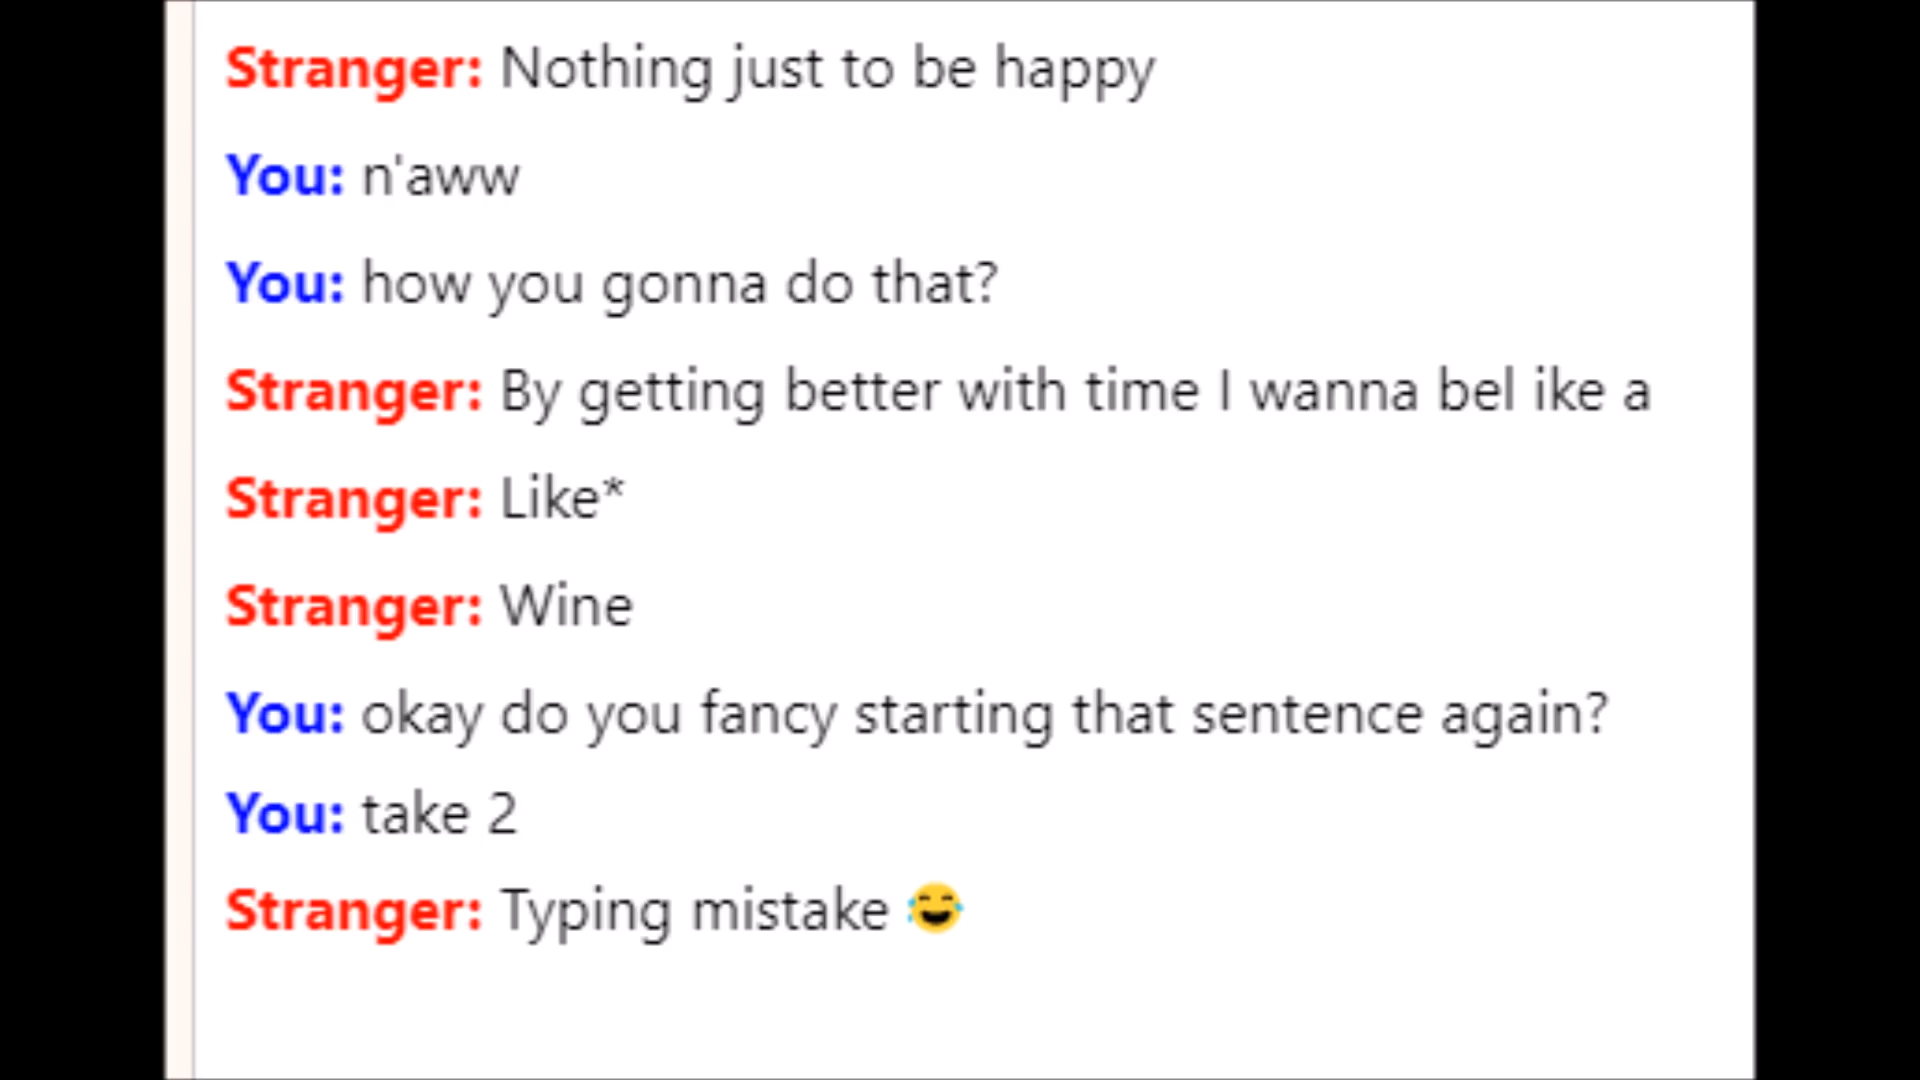 Stranger: Nothing just to be happy
You: n'aww
You: how you gonna do that?
Stranger: By getting better with time I wanna bel ike a
Stranger: Like*
Stranger: Wine
You: okay do you fancy starting that sentence again?
You: take 2
Stranger: Typing mistake 😂